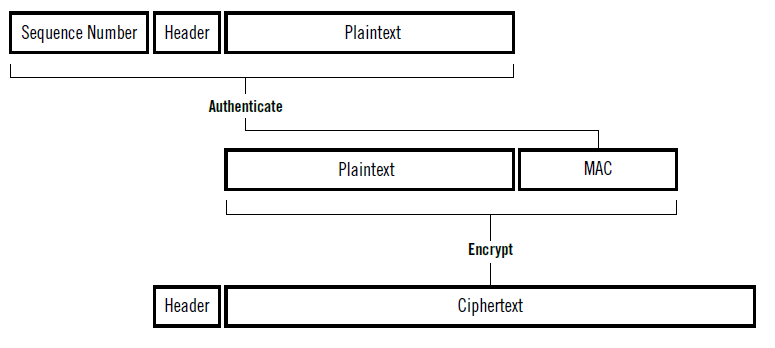 Sequence Number Header Plaintext
Authenticate
Plaintext MAC
Encrypt
Header Ciphertext